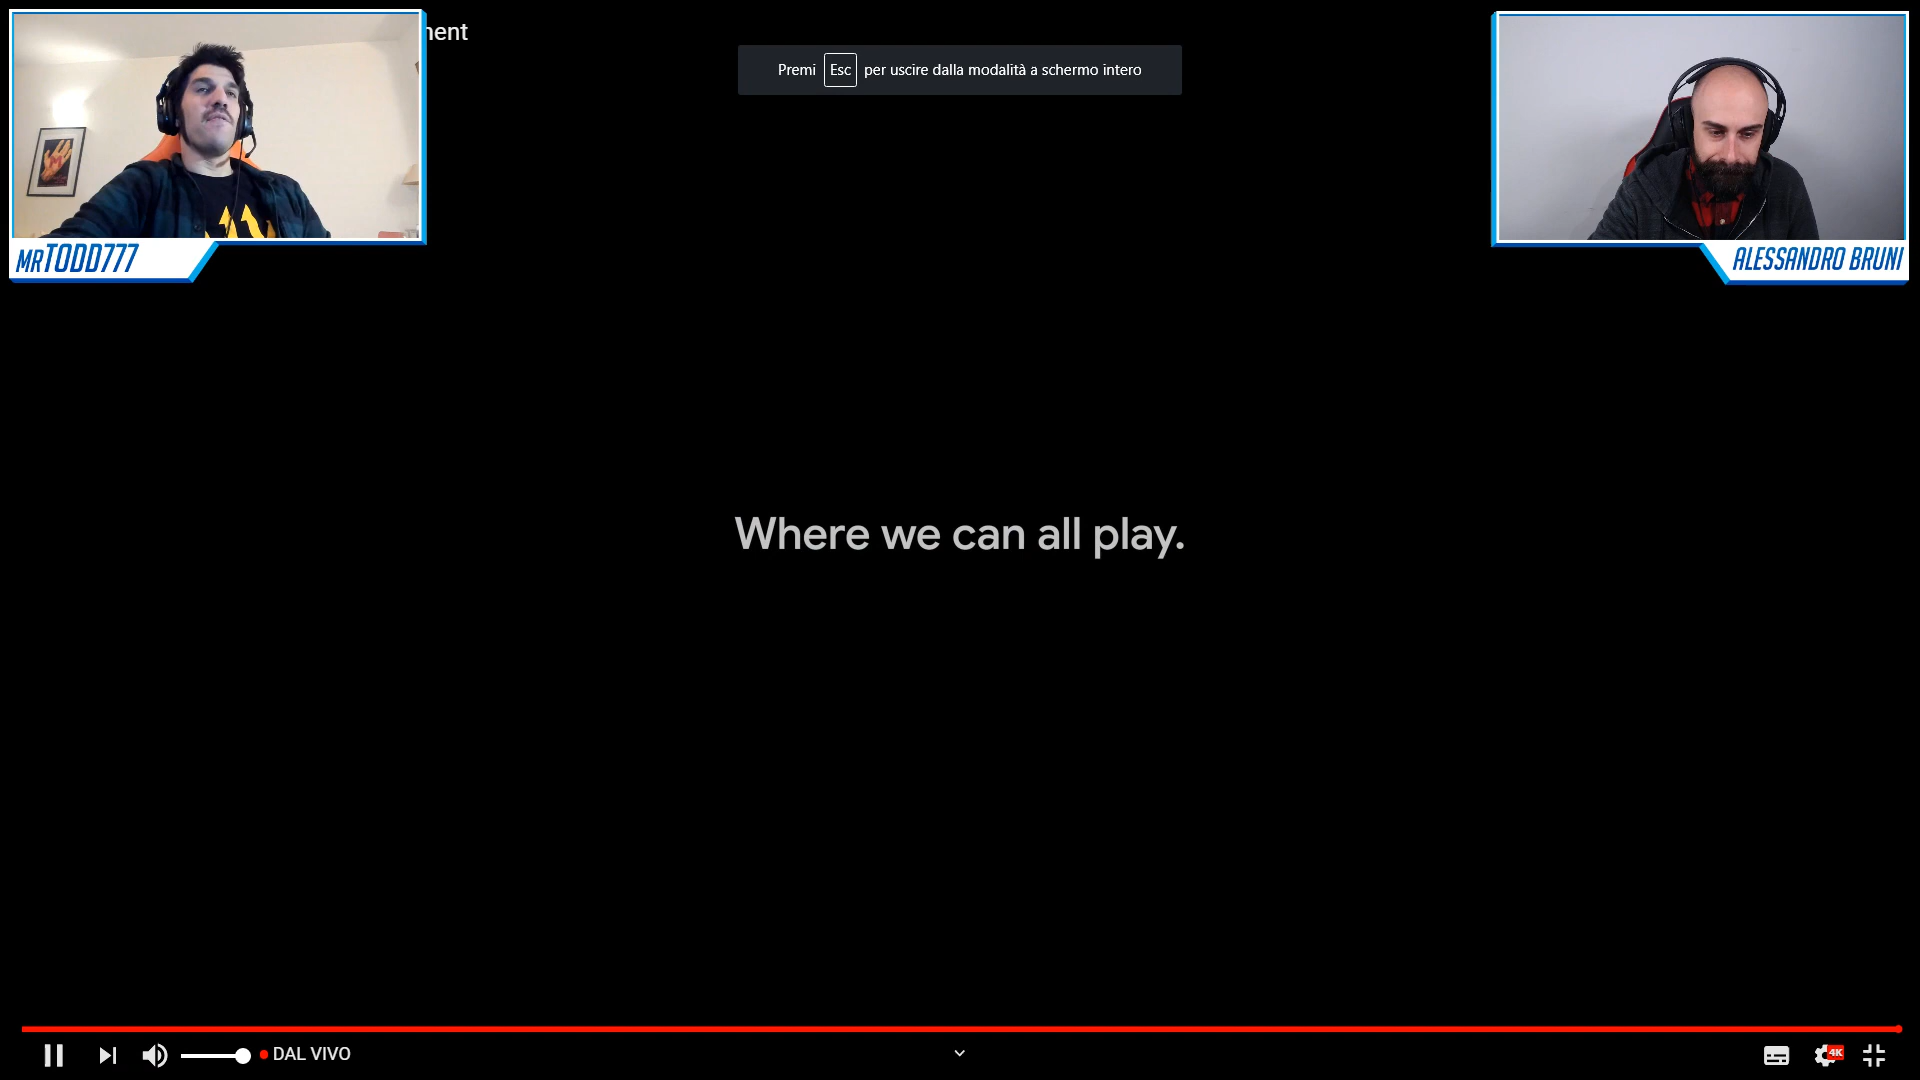 ment
Premi Esc per uscire dalla modalità a schermo intero
MRTODD777
ALESSANDRO BRUNI
Where we can all play.
DAL VIVO
4K